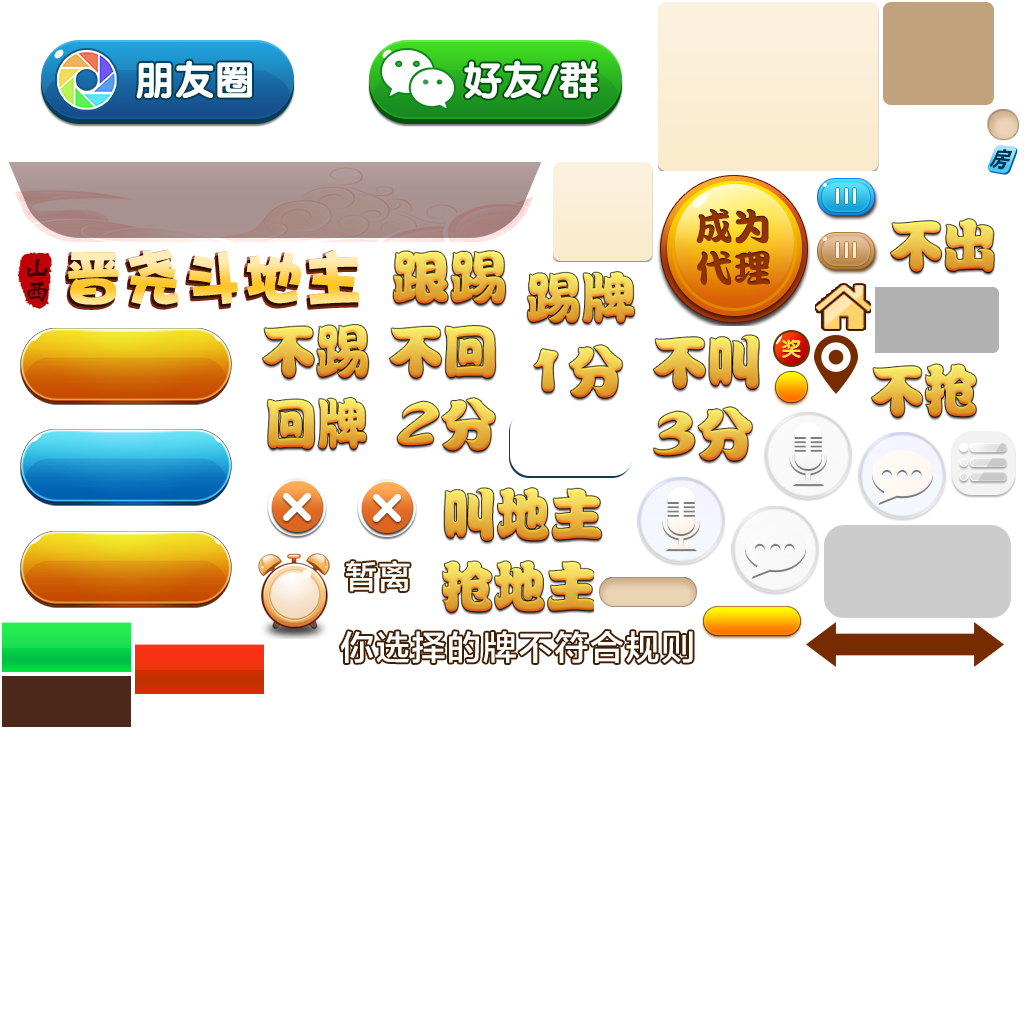 朋友圈
好友/群
房
成为
代理
不出
山西
晋尧斗地主
跟踢
踢牌
不踢
不回
1分
不叫
奖
不抢
回牌
2分
3分
叫地主
暂离
抢地主
你选择的牌不符合规则